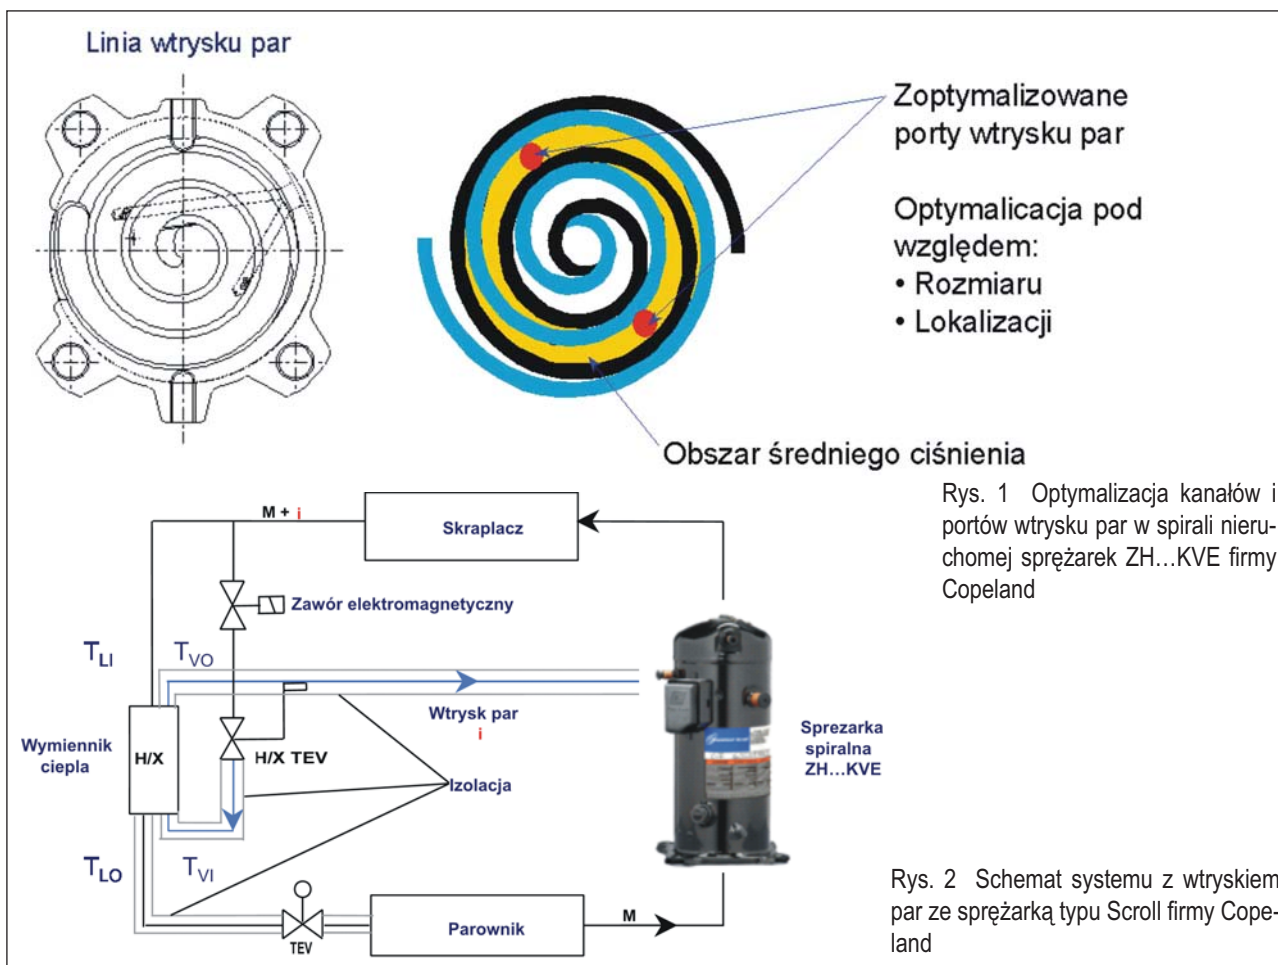 Linia wtrysku par
Zoptymalizowane
porty wtrysku par
Optymalicacja pod
względem:
• Rozmiaru
• Lokalizacji
Obszar średniego ciśnienia
Rys. 1 Optymalizacja kanałów i
portów wtrysku par w spirali nieru-
chomej sprężarek ZH...KVE firmy
Copeland
M + i
Skraplacz
Zawór elektromagnetyczny
TLI
TVO
Wtrysk par
i
Wymiennik
ciepła
H/X
H/X TEV
Izolacja
Sprezarka
spiralna
ZH...KVE
TLO
TVI
TEV
Parownik
M
Rys. 2 Schemat systemu z wtryskiem
par ze sprężarką typu Scroll firmy Cope-
land